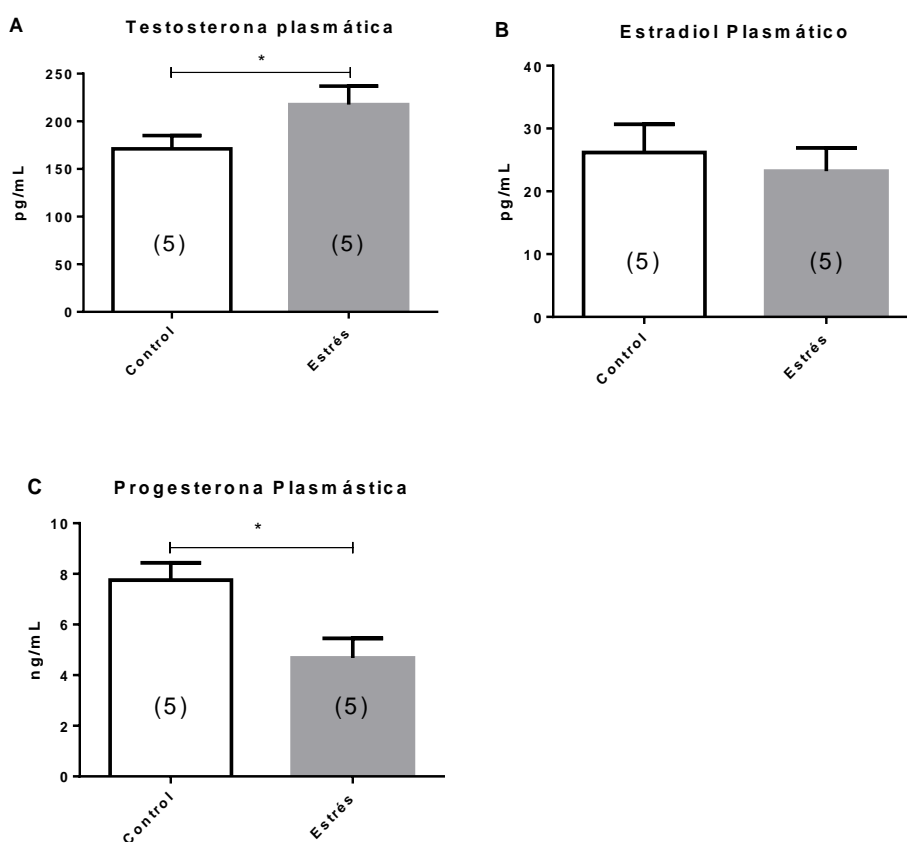 A
Testosterona plasmática
*
250
200
150
100
50
0
pg/mL
(5)
(5)
Control
Estrés
B
Estradiol Plasmático
40
30
20
10
0
pg/mL
(5)
(5)
Control
Estrés
C
Progesterona Plasmástica
*
10
8
6
4
2
0
ng/mL
(5)
(5)
Control
Estrés